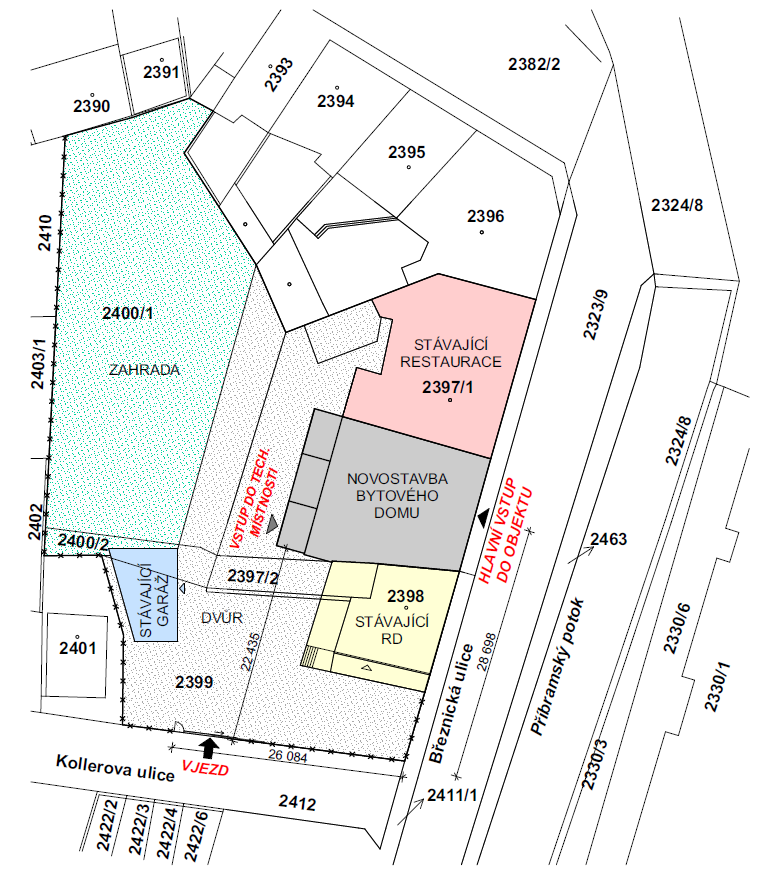 2382/2
2391
2393
2390
2394
2395
2324/8
2396
2410
2400/1
2323/9
STÁVAJÍCÍ
RESTAURACE
2397/1
2403/1
ZAHRADA
2324/8
VSTUP DO TECH.
MÍSTNOSTI
NOVOSTAVBA
BYTOVÉHO
DOMU
HLAVNÍ VSTUP
DO OBJEKTU
2402
2400/2
2463
2397/2
STÁVAJÍCÍ
GARÁŽ
2398
STÁVAJÍCÍ
RD
DVŮR
22 435
28 698
2401
2399
2330/6
2330/1
Březnická ulice
Příbramský potok
Kollerova ulice
VJEZD
26 084
2330/3
2412
2411/1
2422/2
2422/3
2422/4
2422/6